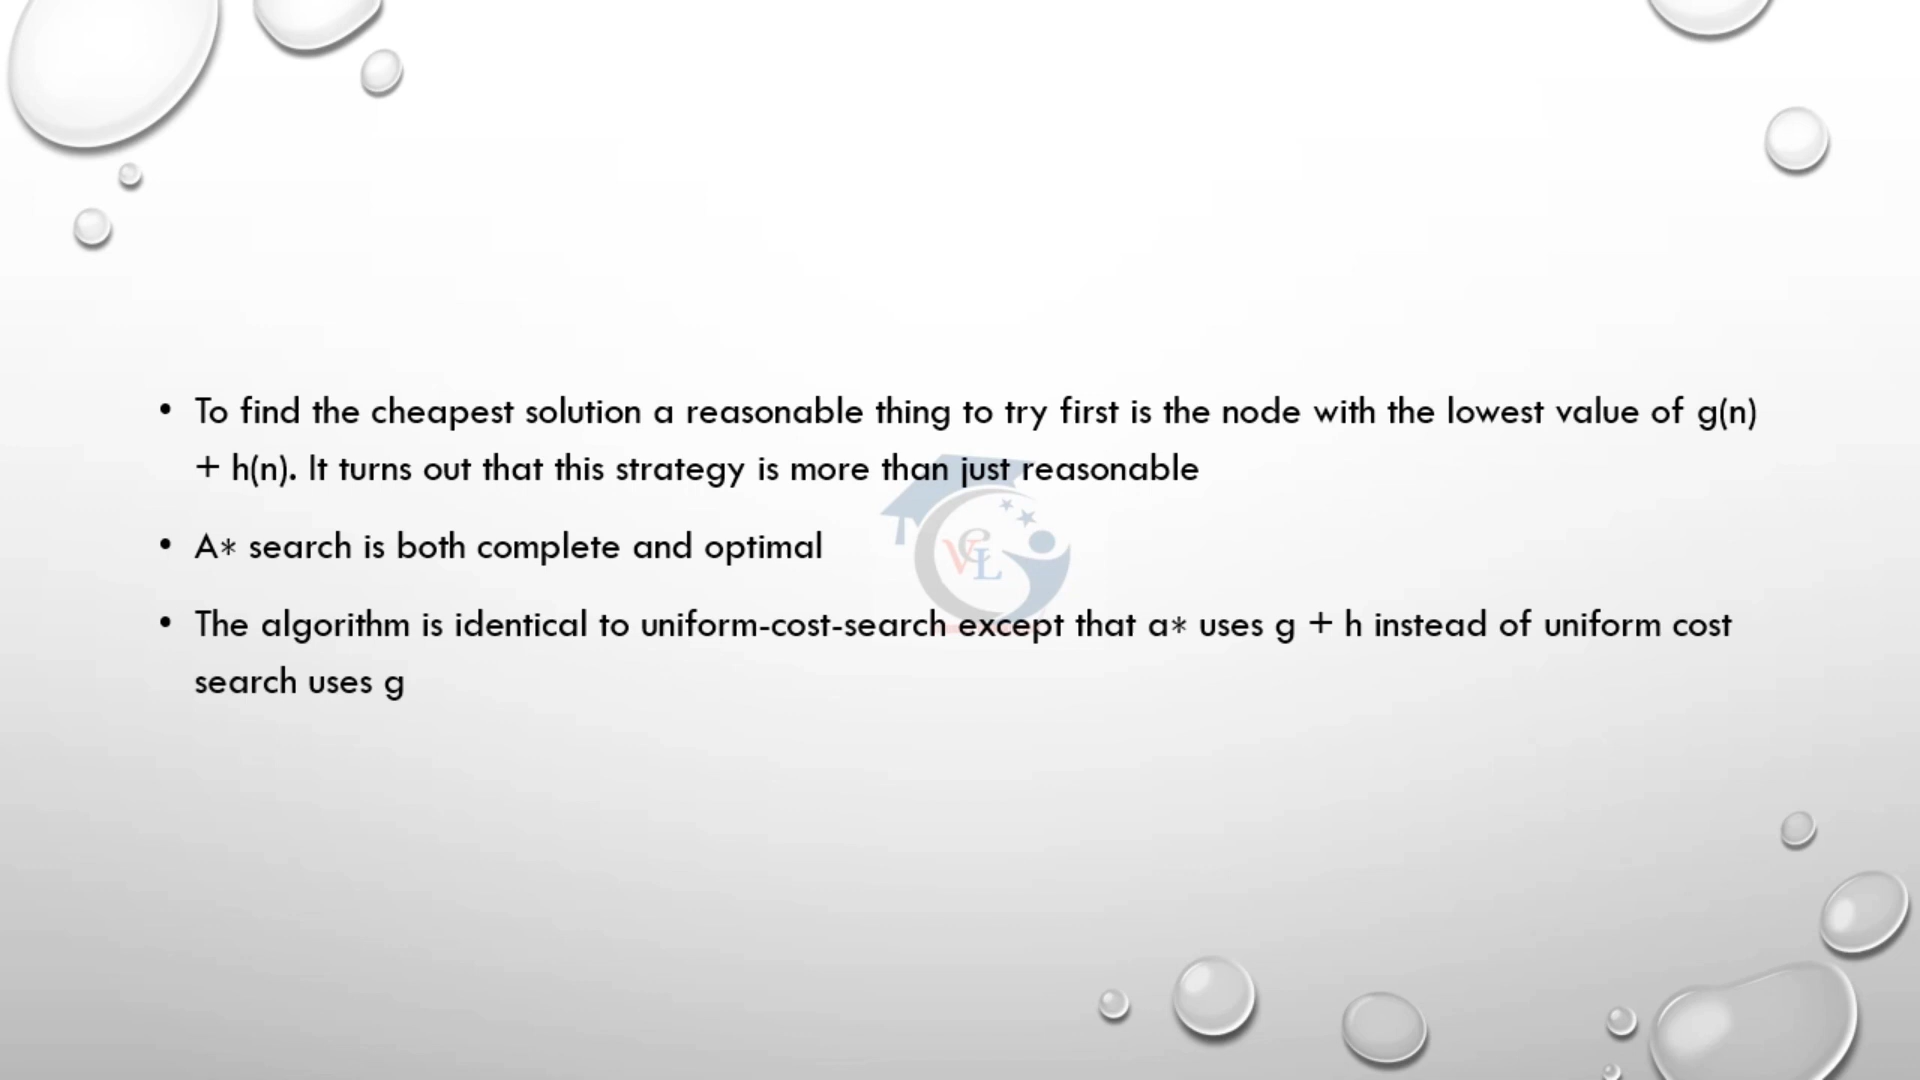 • To find the cheapest solution a reasonable thing to try first is the node with the lowest value of g(n)
+ h(n). It turns out that this strategy is more than just reasonable
• A* search is both complete and optimal
• The algorithm is identical to uniform-cost-search except that a* uses g + h instead of uniform cost
search uses g
VeL